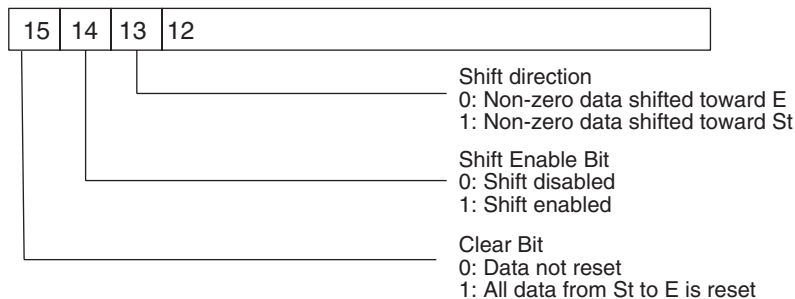 15 14 13 12
Shift direction
0: Non-zero data shifted toward E
1: Non-zero data shifted toward St
Shift Enable Bit
0: Shift disabled
1: Shift enabled
Clear Bit
0: Data not reset
1: All data from St to E is reset